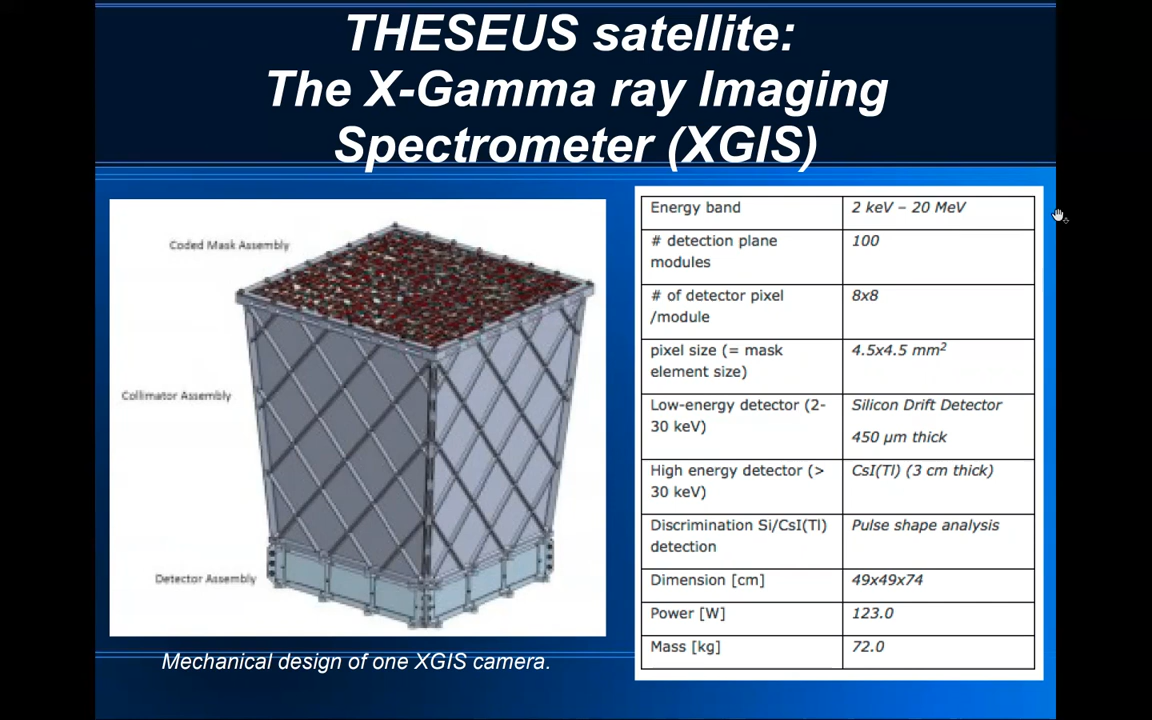 THESEUS satellite:
The X-Gamma ray Imaging
Spectrometer (XGIS)
Coded Mask Assembly
Collimator Assembly
Detector Assembly
Mechanical design of one XGIS camera.
Energy band 2 keV – 20 MeV
# detection plane 100
modules
# of detector pixel 8x8
/module
pixel size (= mask 4.5x4.5 mm²
element size)
Low-energy detector (2- Silicon Drift Detector
30 keV) 450 µm thick
High energy detector (> CsI(Tl) (3 cm thick)
30 keV)
Discrimination Si/CsI(Tl) Pulse shape analysis
detection
Dimension [cm] 49x49x74
Power [W] 123.0
Mass [kg] 72.0